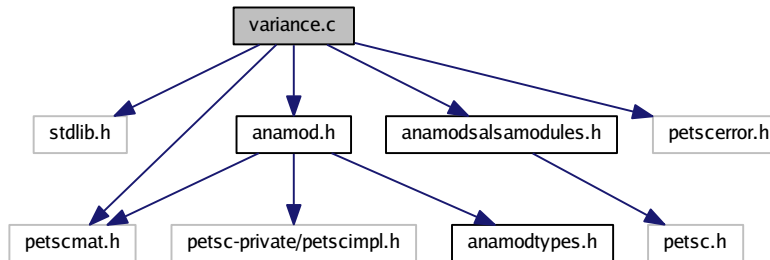 variance.c
stdlib.h
anamod.h
anamodsalsamodules.h
petscerror.h
petscmat.h
petsc-private/petscimpl.h
anamodtypes.h
petsc.h